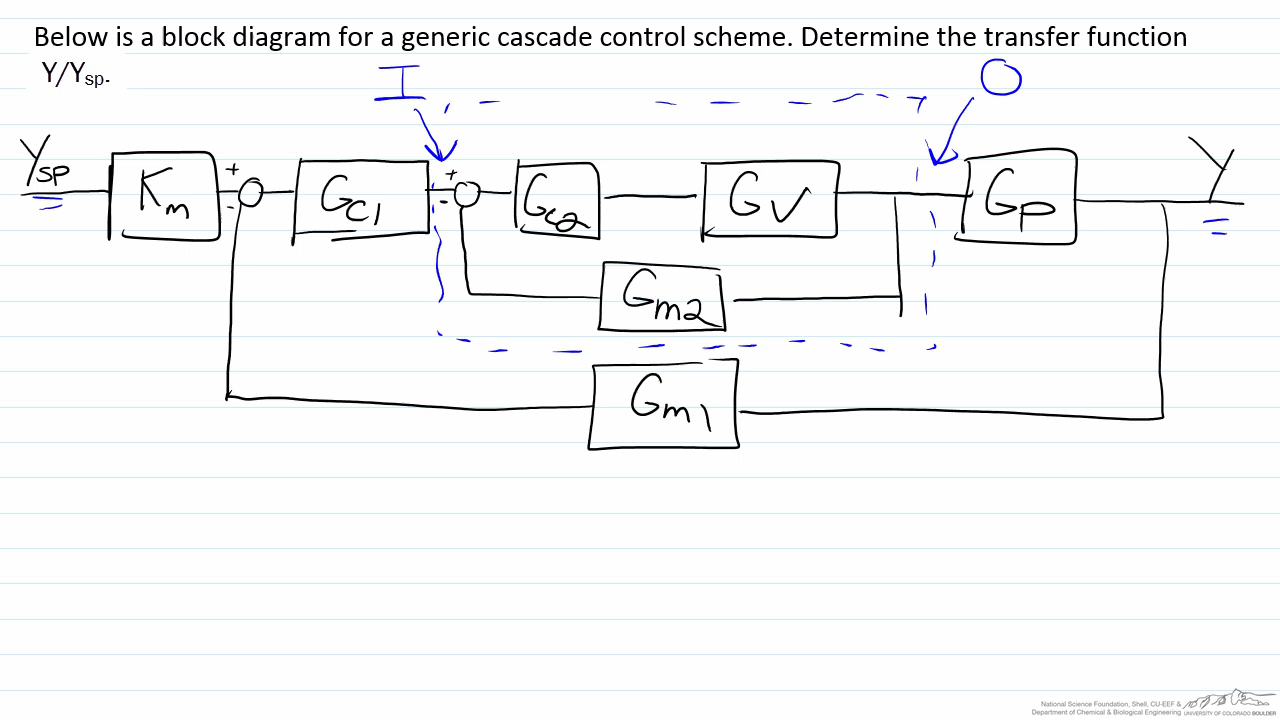 Below is a block diagram for a generic cascade control scheme. Determine the transfer function
Y/Ysp.
I
O
Ysp
Km
+
-
Gc1
+
-
Gc2
Gv
Gp
Y
Gm2
Gm1
National Science Foundation, Shell, CU-EEF &
Department of Chemical & Biological Engineering UNIVERSITY OF COLORADO BOULDER